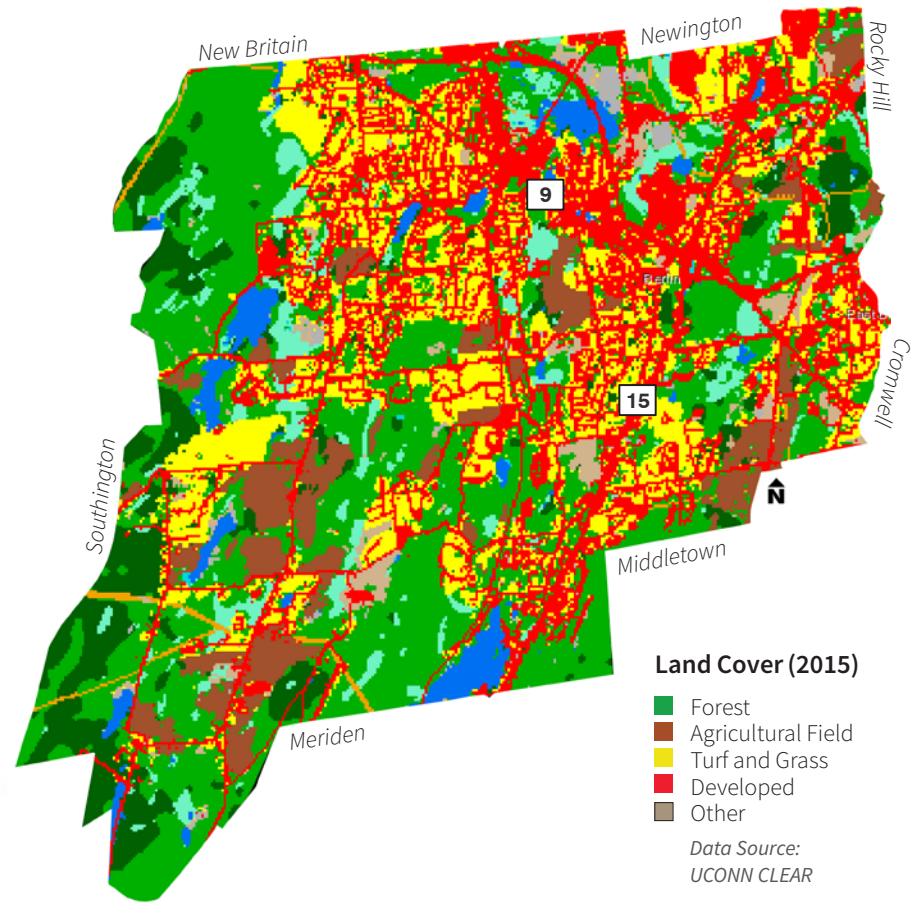 New Britain
Newington
Rocky Hill
9
Berlin
Cromwell
15
Southington
N
Middletown
Meriden
Land Cover (2015)
Forest
Agricultural Field
Turf and Grass
Developed
Other
Data Source:
UCONN CLEAR